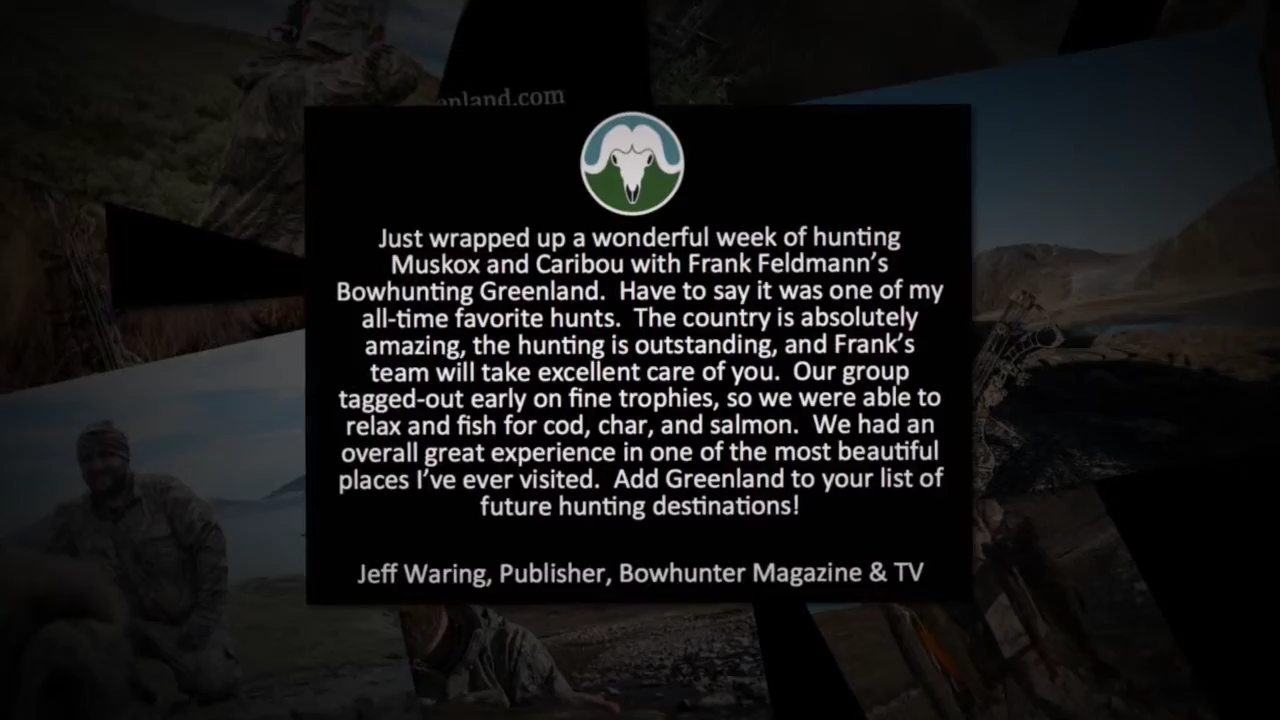 enland.com
Just wrapped up a wonderful week of hunting
Muskox and Caribou with Frank Feldmann’s
Bowhunting Greenland.  Have to say it was one of my
all-time favorite hunts.  The country is absolutely
amazing, the hunting is outstanding, and Frank’s
team will take excellent care of you.  Our group
tagged-out early on fine trophies, so we were able to
relax and fish for cod, char, and salmon.  We had an
overall great experience in one of the most beautiful
places I’ve ever visited.  Add Greenland to your list of
future hunting destinations!
Jeff Waring, Publisher, Bowhunter Magazine & TV